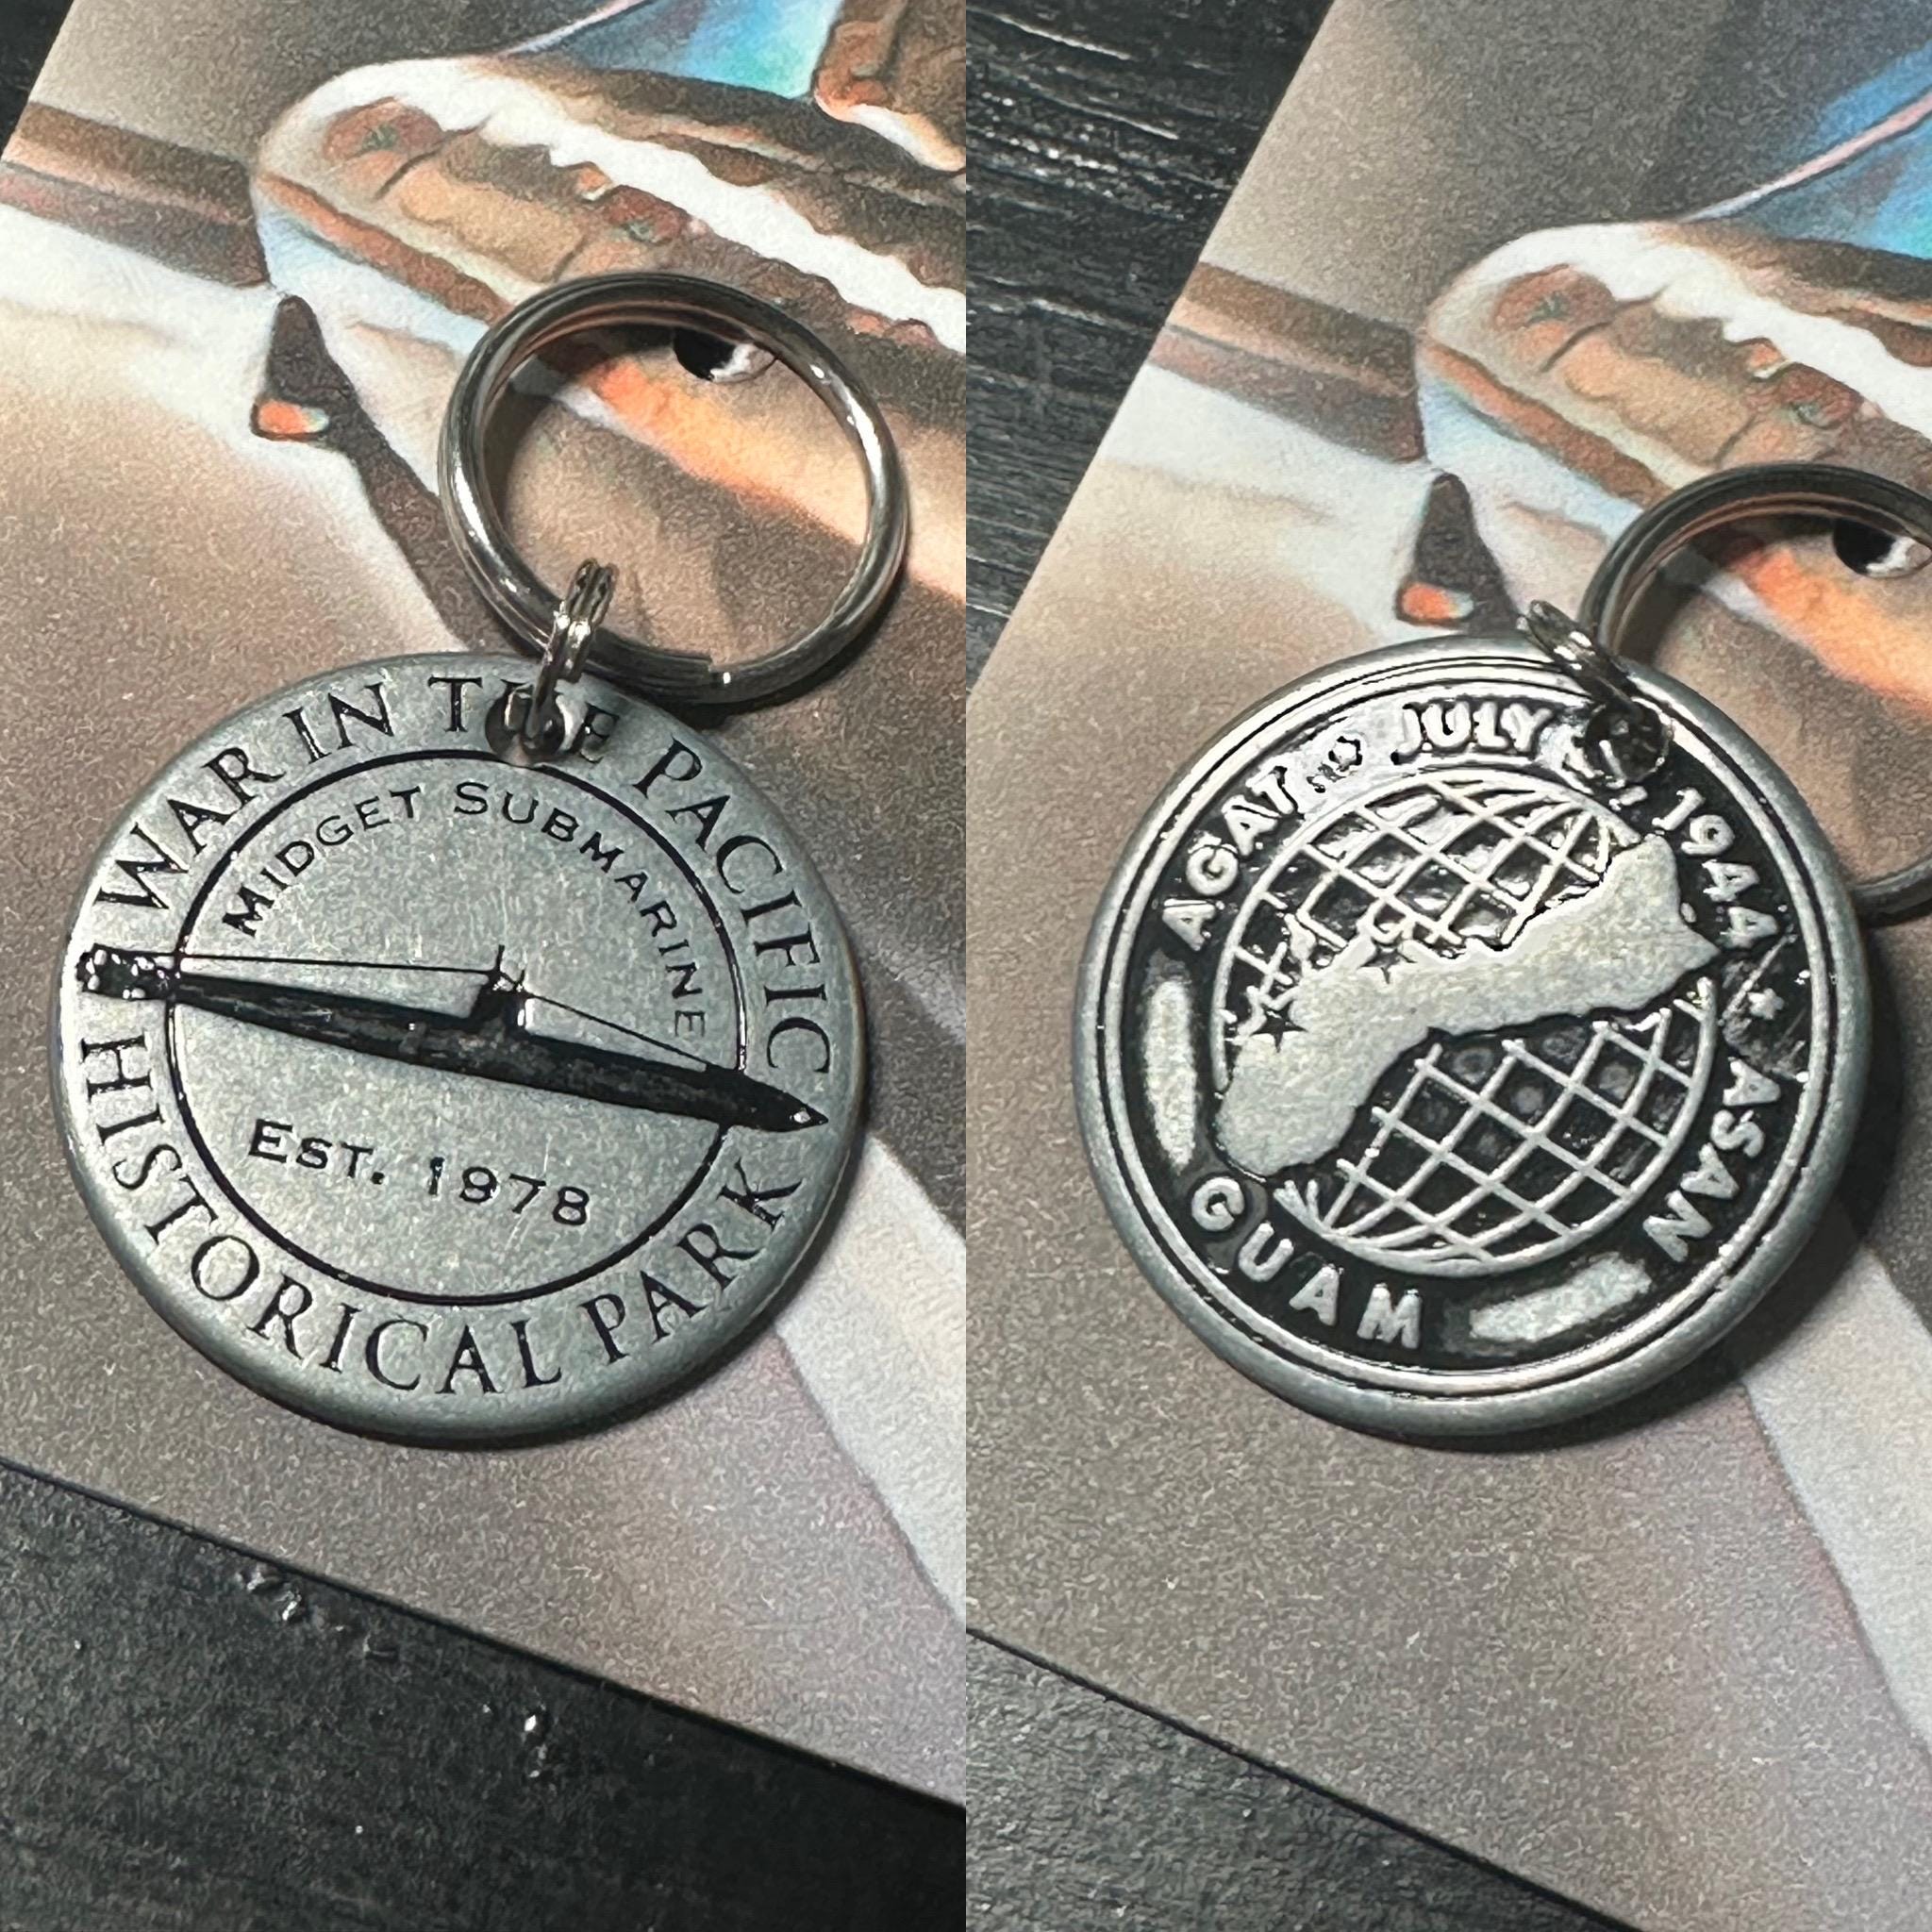 WAR IN THE PACIFIC
HISTORICAL PARK
MIDGET SUBMARINE
EST. 1978
AGAT JULY 1944 ASAN
GUAM